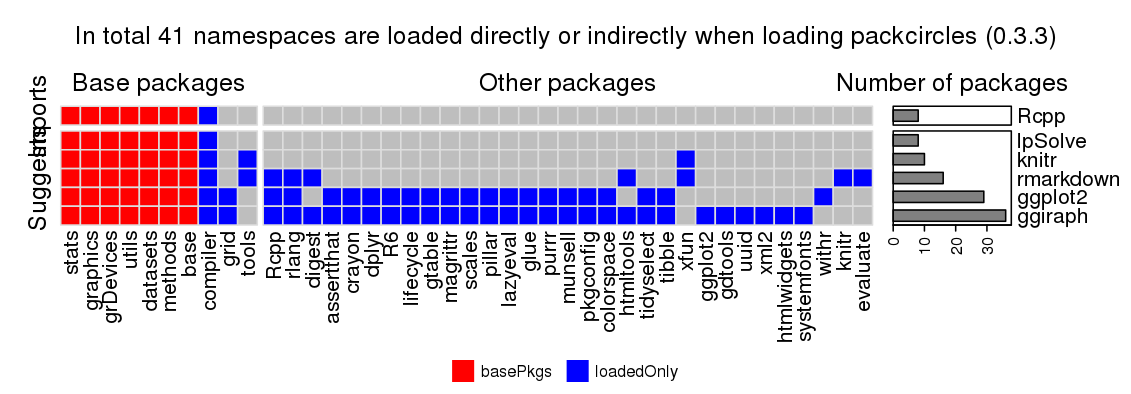 In total 41 namespaces are loaded directly or indirectly when loading packcircles (0.3.3)
Base packages
Other packages
Number of packages
Imports
Suggests
Rcpp
lpSolve
knitr
rmarkdown
ggplot2
ggiraph
0
10
20
30
stats
graphics
grDevices
utils
datasets
methods
base
compiler
grid
tools
Rcpp
rlang
digest
assertthat
crayon
dplyr
R6
lifecycle
gtable
magrittr
scales
pillar
lazyeval
glue
purrr
munsell
pkgconfig
colorspace
htmltools
tidyselect
tibble
xfun
ggplot2
gdtools
uuid
xml2
htmlwidgets
systemfonts
withr
knitr
evaluate
basePkgs
loadedOnly